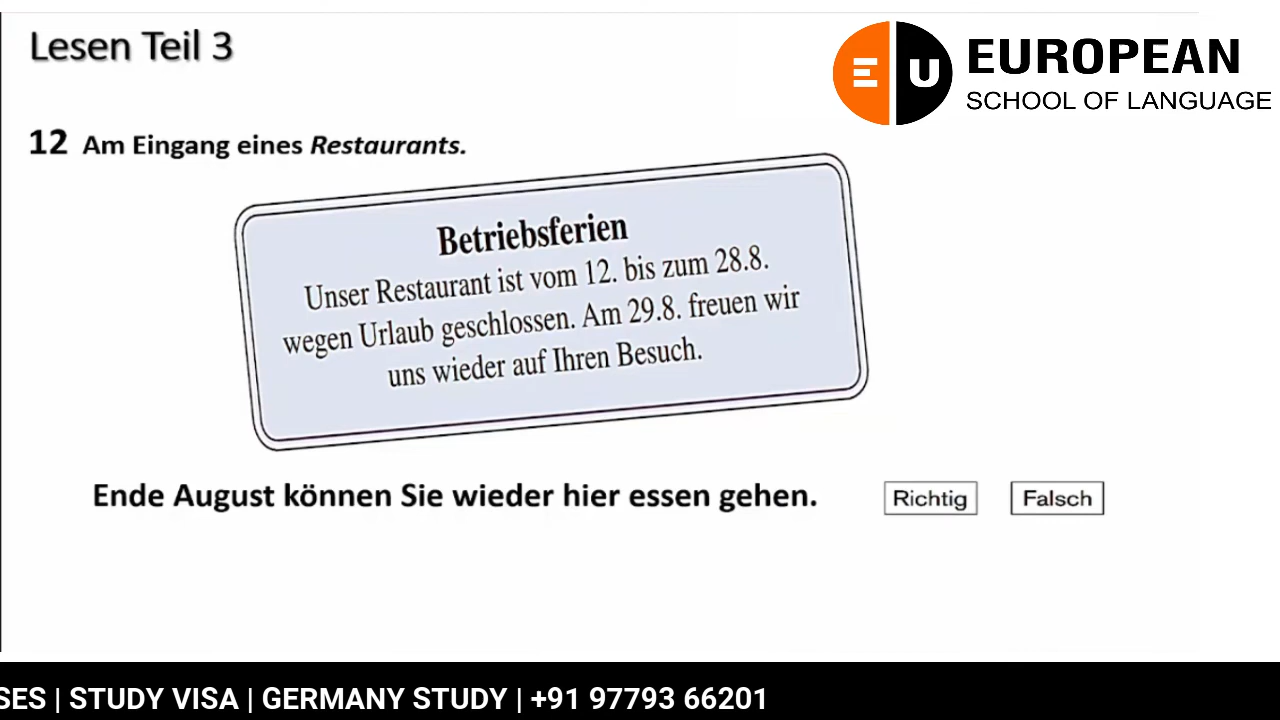 Lesen Teil 3
EU EUROPEAN
SCHOOL OF LANGUAGE
12 Am Eingang eines Restaurants.
Betriebsferien
Unser Restaurant ist vom 12. bis zum 28.8.
wegen Urlaub geschlossen. Am 29.8. freuen wir
uns wieder auf Ihren Besuch.
Ende August können Sie wieder hier essen gehen. Richtig Falsch
SES | STUDY VISA | GERMANY STUDY | +91 97793 66201